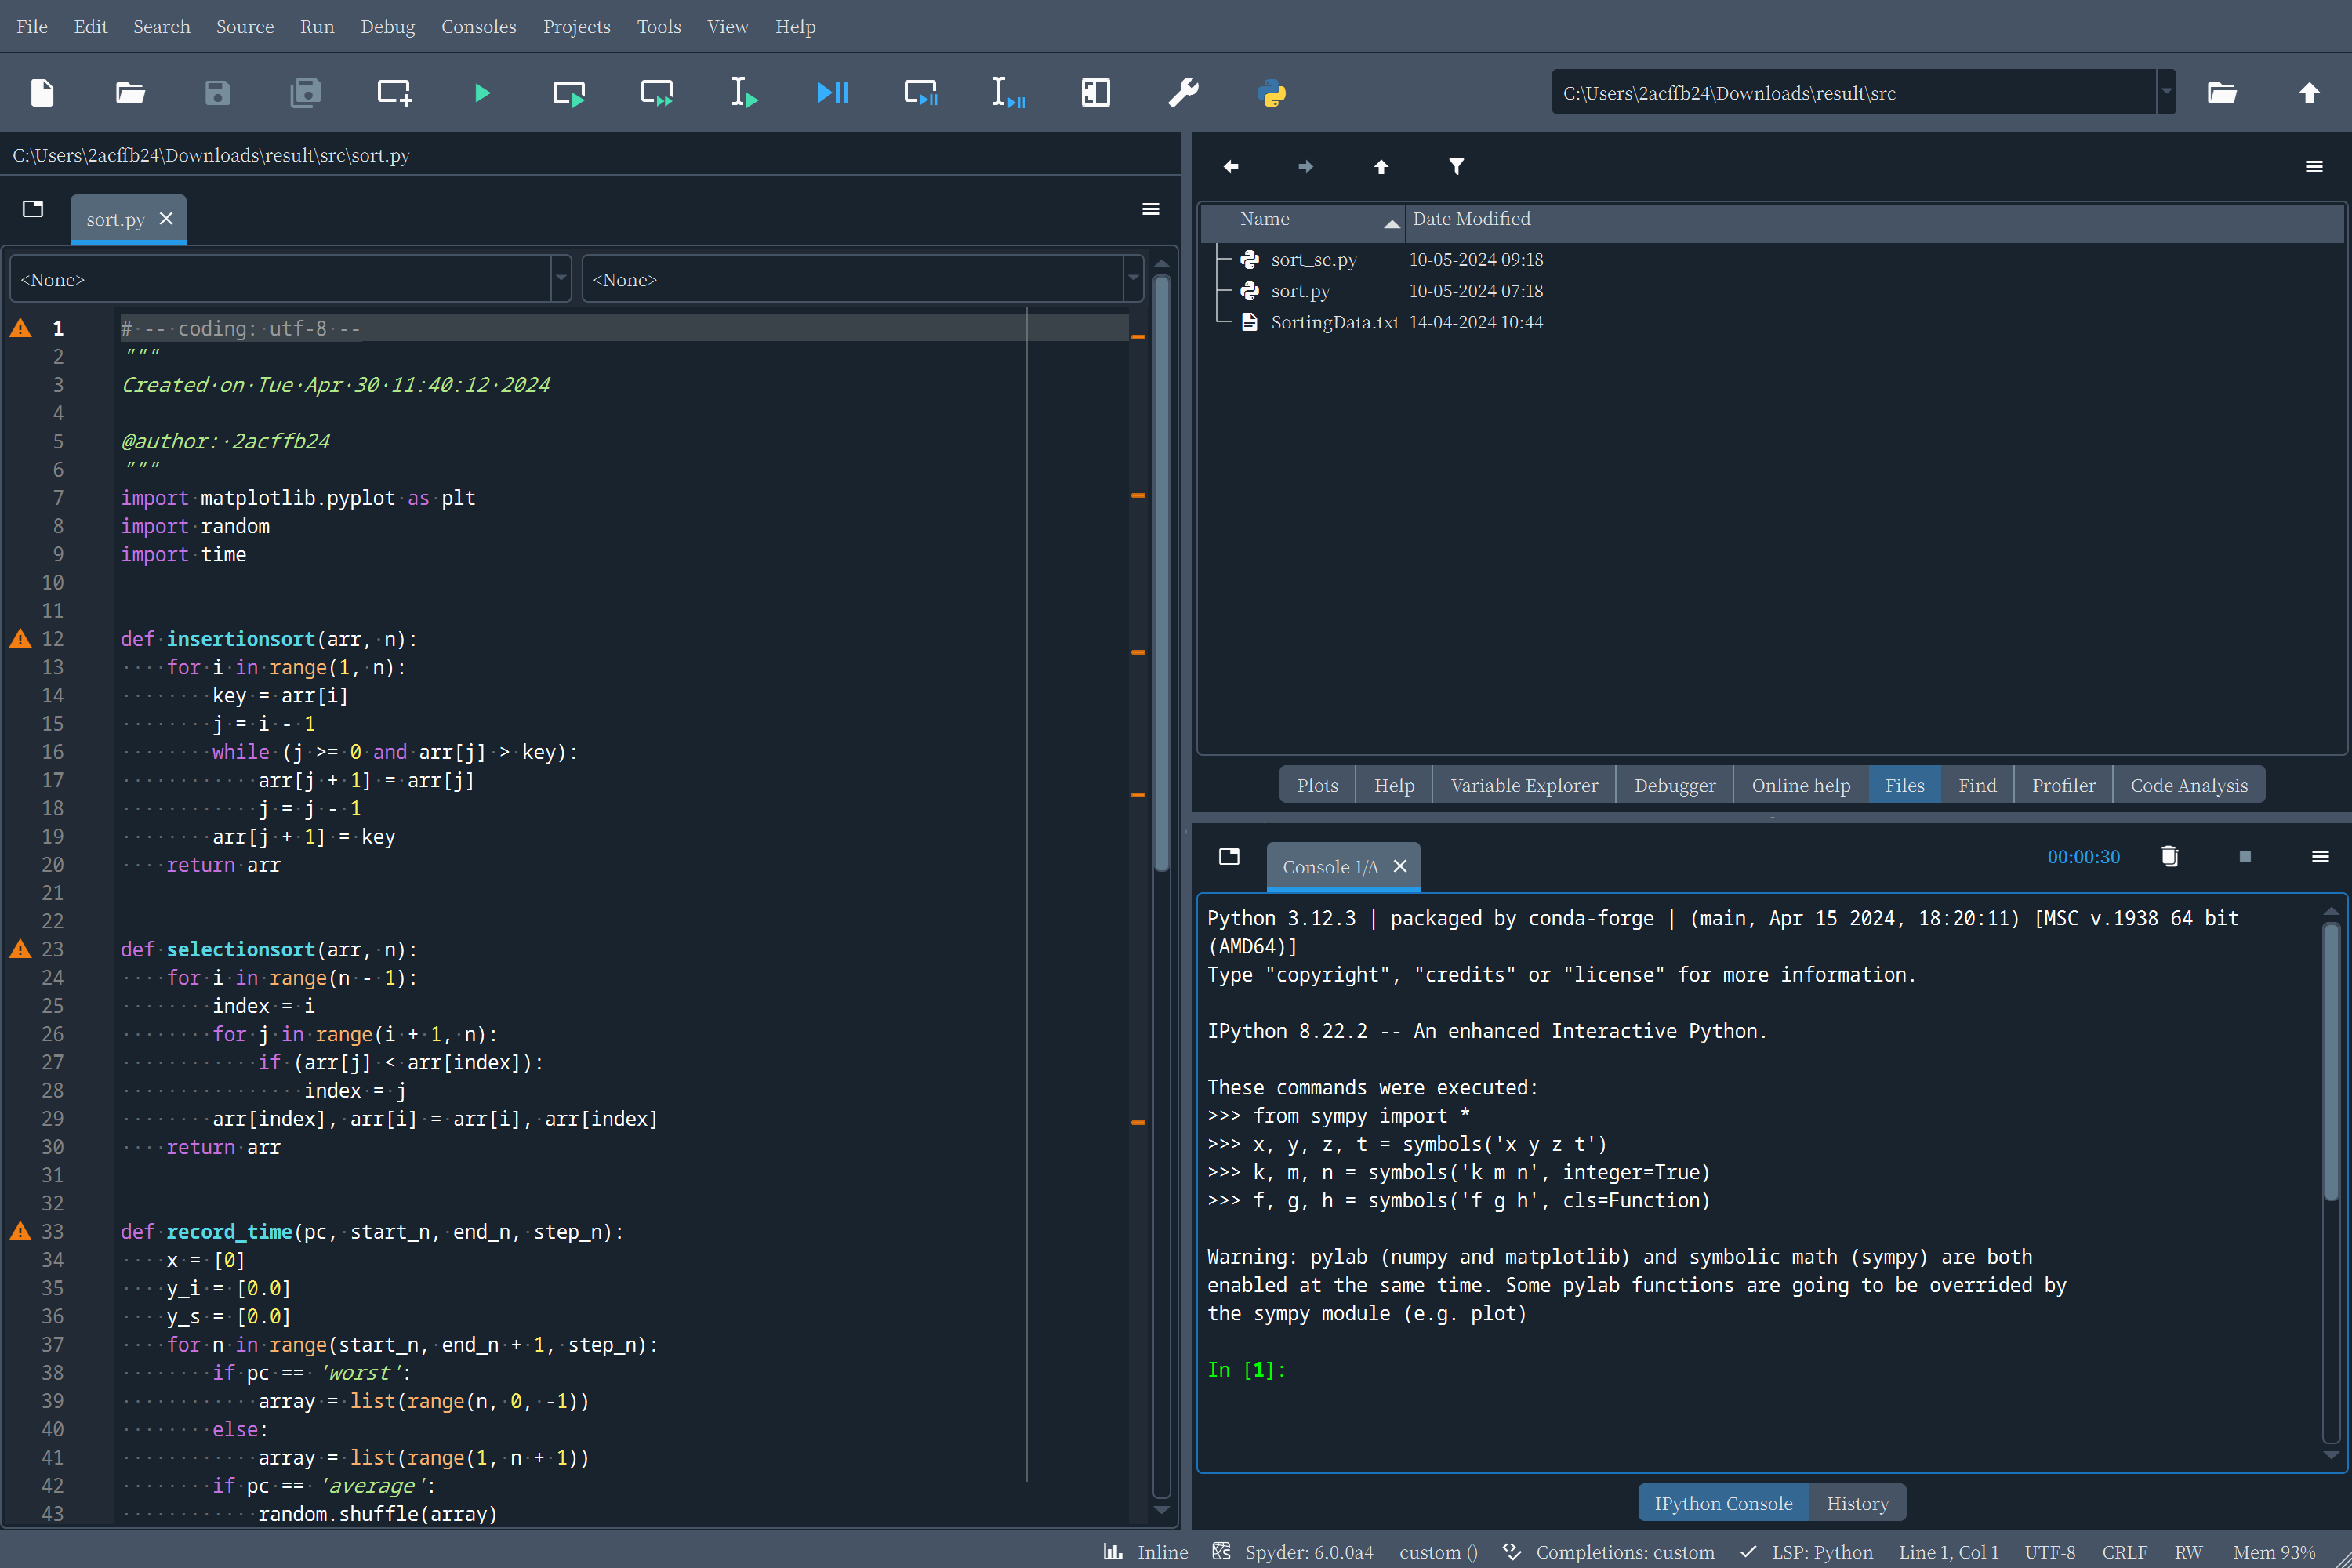 File Edit Search Source Run Debug Consoles Projects Tools View Help
C:\Users\2acffb24\Downloads\result\src
C:\Users\2acffb24\Downloads\result\src\sort.py
sort.py
<None> <None>
1 # -- coding: utf-8 --
2 """
3 Created on Tue Apr 30 11:40:12 2024
4
5 @author: 2acffb24
6 """
7 import matplotlib.pyplot as plt
8 import random
9 import time
10
11
12 def insertionsort(arr, n):
13     for i in range(1, n):
14         key = arr[i]
15         j = i - 1
16         while (j >= 0 and arr[j] > key):
17             arr[j + 1] = arr[j]
18             j = j - 1
19         arr[j + 1] = key
20     return arr
21
22
23 def selectionsort(arr, n):
24     for i in range(n - 1):
25         index = i
26         for j in range(i + 1, n):
27             if (arr[j] < arr[index]):
28                 index = j
29         arr[index], arr[i] = arr[i], arr[index]
30     return arr
31
32
33 def record_time(pc, start_n, end_n, step_n):
34     x = [0]
35     y_i = [0.0]
36     y_s = [0.0]
37     for n in range(start_n, end_n + 1, step_n):
38         if pc == 'worst':
39             array = list(range(n, 0, -1))
40         else:
41             array = list(range(1, n + 1))
42         if pc == 'average':
43             random.shuffle(array)
Name Date Modified
sort_sc.py 10-05-2024 09:18
sort.py 10-05-2024 07:18
SortingData.txt 14-04-2024 10:44
Plots Help Variable Explorer Debugger Online help Files Find Profiler Code Analysis
Console 1/A 00:00:30
Python 3.12.3 | packaged by conda-forge | (main, Apr 15 2024, 18:20:11) [MSC v.1938 64 bit
(AMD64)]
Type "copyright", "credits" or "license" for more information.
IPython 8.22.2 -- An enhanced Interactive Python.
These commands were executed:
>>> from sympy import *
>>> x, y, z, t = symbols('x y z t')
>>> k, m, n = symbols('k m n', integer=True)
>>> f, g, h = symbols('f g h', cls=Function)
Warning: pylab (numpy and matplotlib) and symbolic math (sympy) are both
enabled at the same time. Some pylab functions are going to be overrided by
the sympy module (e.g. plot)
In [1]:
IPython Console History
Inline Spyder: 6.0.0a4 custom () Completions: custom LSP: Python Line 1, Col 1 UTF-8 CRLF RW Mem 93%